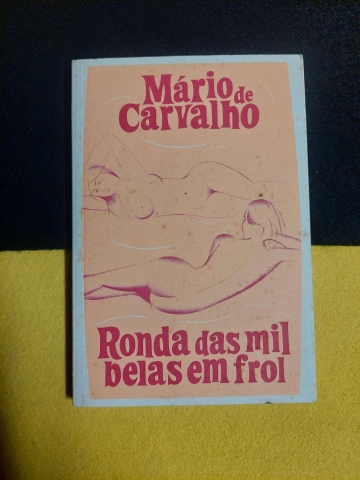 Mário de
Carvalho
Ronda das mil
belas em frol